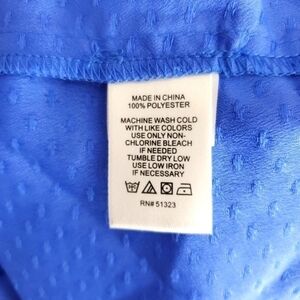 MADE IN CHINA
100% POLYESTER
MACHINE WASH COLD
WITH LIKE COLORS
USE ONLY NON-
CHLORINE BLEACH
IF NEEDED
TUMBLE DRY LOW
USE LOW IRON
IF NECESSARY
RN# 51323